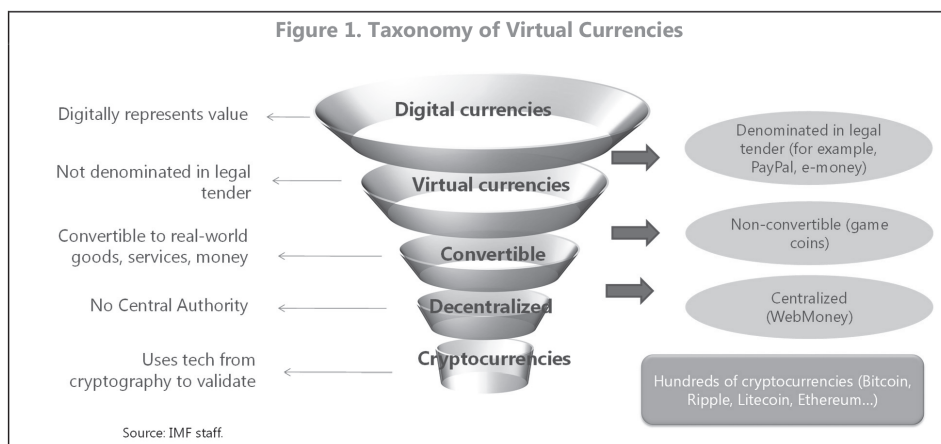 Figure 1. Taxonomy of Virtual Currencies
Digitally represents value
Digital currencies
Denominated in legal
tender (for example,
PayPal, e-money)
Not denominated in legal
tender
Virtual currencies
Convertible to real-world
goods, services, money
Convertible
Non-convertible (game
coins)
No Central Authority
Decentralized
Centralized
(WebMoney)
Uses tech from
cryptography to validate
Cryptocurrencies
Hundreds of cryptocurrencies (Bitcoin,
Ripple, Litecoin, Ethereum...)
Source: IMF staff.